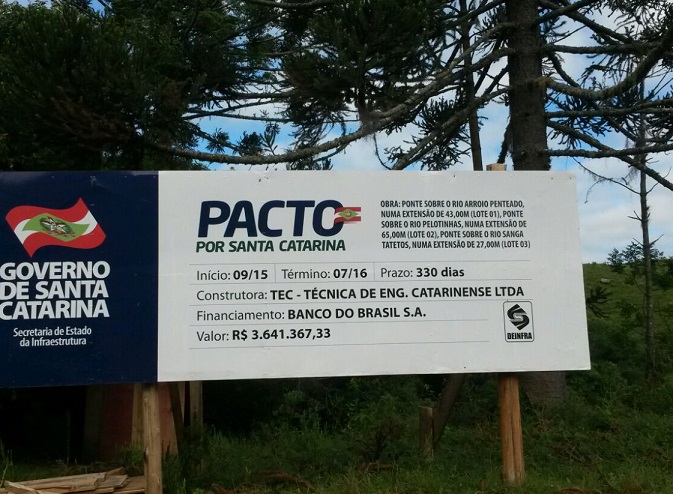 GOVERNO
DE SANTA
CATARINA
Secretaria de Estado
da Infraestrutura
PACTO
POR SANTA CATARINA
OBRA: PONTE SOBRE O RIO ARROIO PENTEADO,
NUMA EXTENSÃO DE 43,00M (LOTE 01), PONTE
SOBRE O RIO PELOTINHAS, NUMA EXTENSÃO DE
65,00M (LOTE 02), PONTE SOBRE O RIO SANGA
TATETOS, NUMA EXTENSÃO DE 27,00M (LOTE 03)
Início: 09/15 Término: 07/16 Prazo: 330 dias
Construtora: TEC - TÉCNICA DE ENG. CATARINENSE LTDA
Financiamento: BANCO DO BRASIL S.A.
Valor: R$ 3.641.367,33
DEINFRA